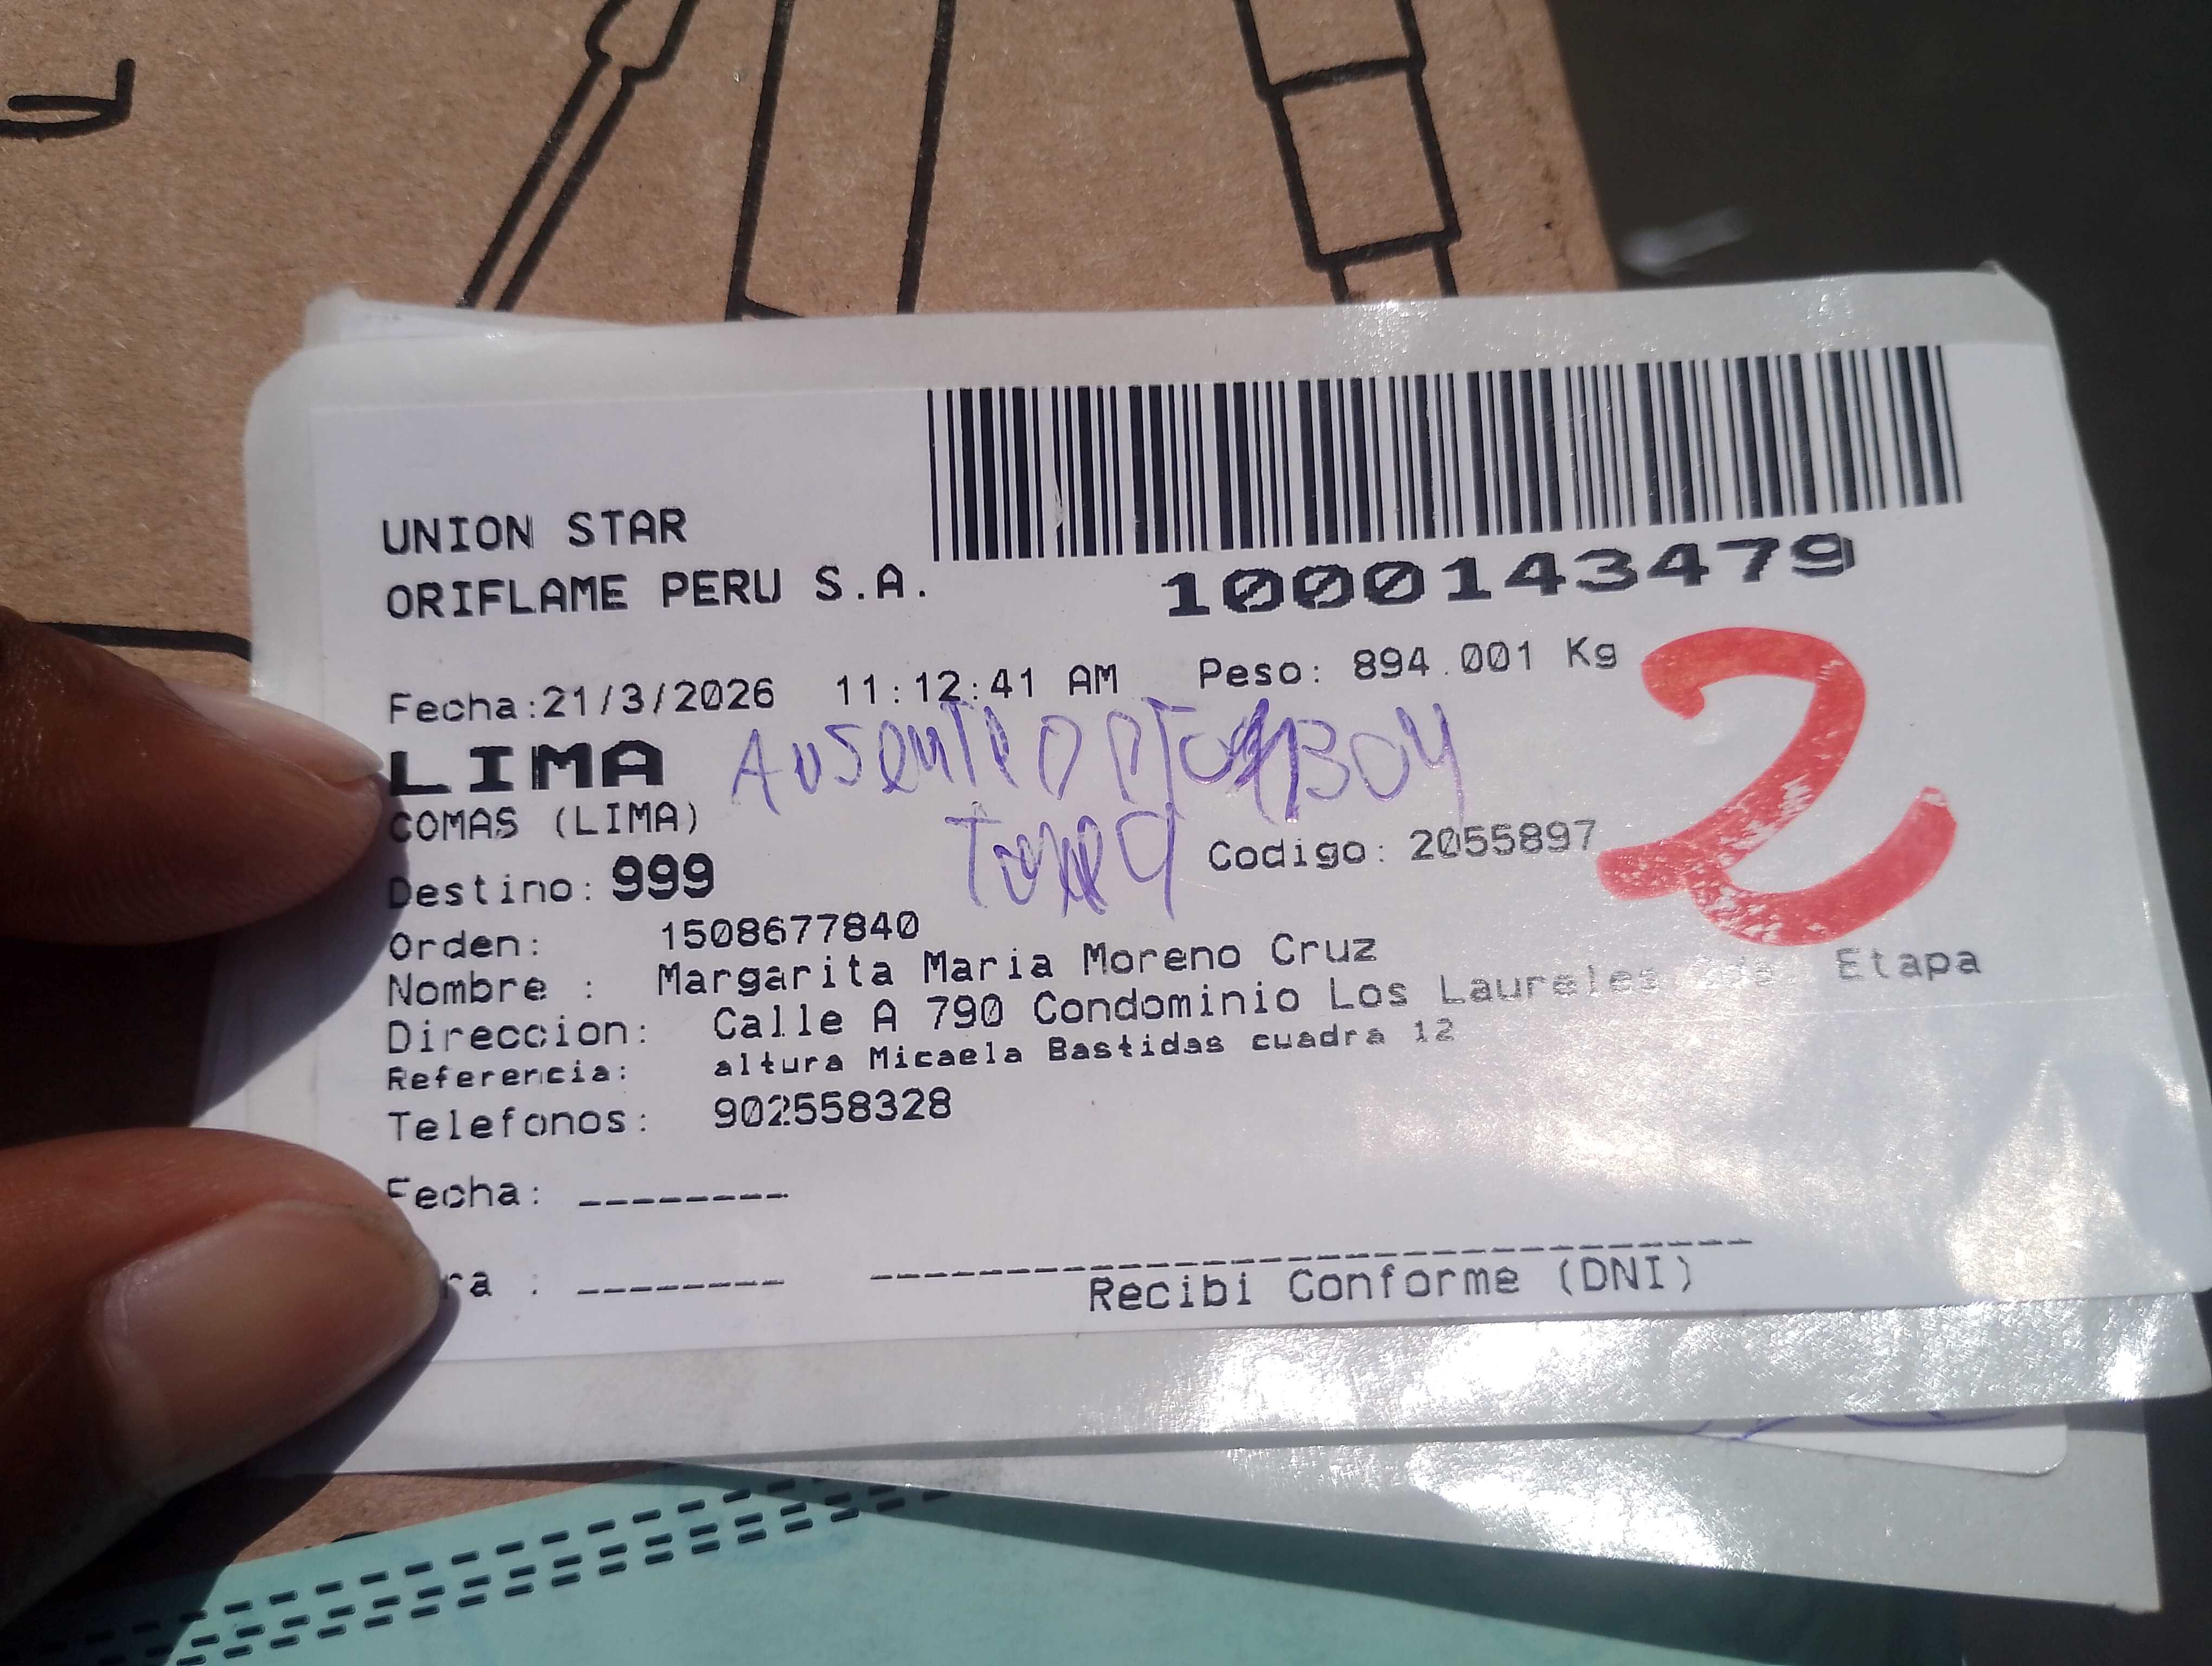 UNION STAR
ORIFLAME PERU S.A.
1000143479
Fecha:21/3/2026 11:12:41 AM Peso: 894.001 Kg
LIMA
COMAS (LIMA)
2
Destino: 999 Codigo: 2055897
Orden: 1508677840
Nombre : Margarita Maria Moreno Cruz
Direccion: Calle A 790 Condominio Los Laureles Etapa
Referencia: altura Micaela Bastidas cuadra 12
Telefonos: 902558328
Fecha: --------
ra : --------
Recibi Conforme (DNI)